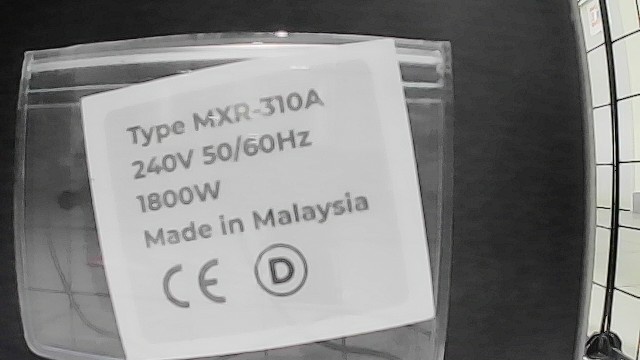 Type MXR-310A
240V 50/60Hz
1800W
Made in Malaysia
CE D